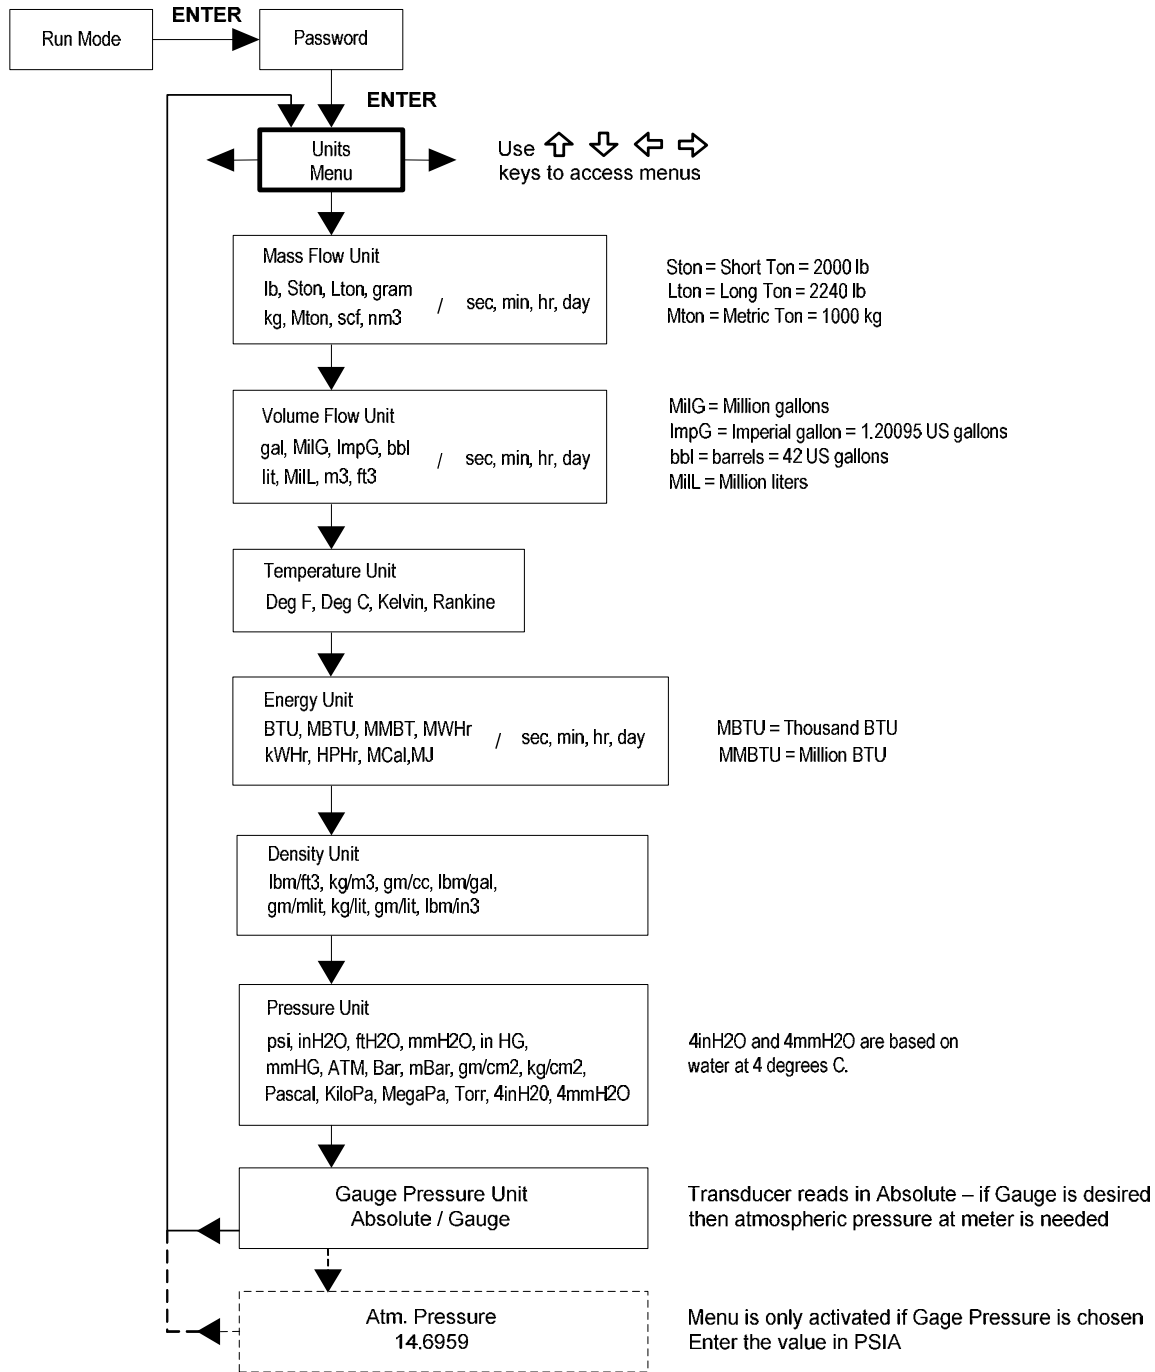 ENTER
Run Mode
Password
ENTER
Units
Menu
Use
keys to access menus
Mass Flow Unit
lb, Ston, Lton, gram
kg, Mton, scf, nm3
/
sec, min, hr, day
Ston = Short Ton = 2000 lb
Lton = Long Ton = 2240 lb
Mton = Metric Ton = 1000 kg
Volume Flow Unit
gal, MilG, ImpG, bbl
lit, MilL, m3, ft3
/
sec, min, hr, day
MilG = Million gallons
ImpG = Imperial gallon = 1.20095 US gallons
bbl = barrels = 42 US gallons
MilL = Million liters
Temperature Unit
Deg F, Deg C, Kelvin, Rankine
Energy Unit
BTU, MBTU, MMBT, MWHr
kWHr, HPHr, MCal,MJ
/
sec, min, hr, day
MBTU = Thousand BTU
MMBTU = Million BTU
Density Unit
lbm/ft3, kg/m3, gm/cc, lbm/gal,
gm/mlit, kg/lit, gm/lit, lbm/in3
Pressure Unit
psi, inH2O, ftH2O, mmH2O, in HG,
mmHG, ATM, Bar, mBar, gm/cm2, kg/cm2,
Pascal, KiloPa, MegaPa, Torr, 4inH20, 4mmH2O
4inH2O and 4mmH2O are based on
water at 4 degrees C.
Gauge Pressure Unit
Absolute / Gauge
Transducer reads in Absolute – if Gauge is desired
then atmospheric pressure at meter is needed
Atm. Pressure
14.6959
Menu is only activated if Gage Pressure is chosen
Enter the value in PSIA